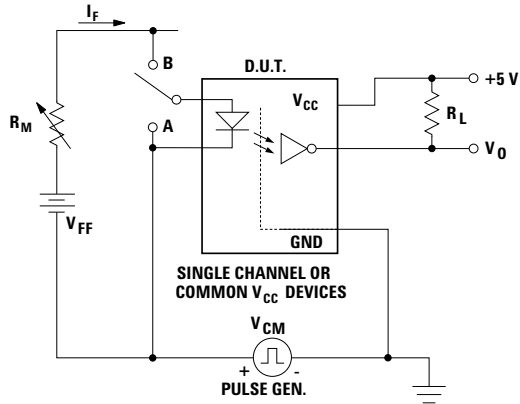 I_F
B
D.U.T.
V_CC
+5 V
R_M
A
R_L
V_O
V_FF
GND
SINGLE CHANNEL OR
COMMON V_CC DEVICES
V_CM
+ -
PULSE GEN.